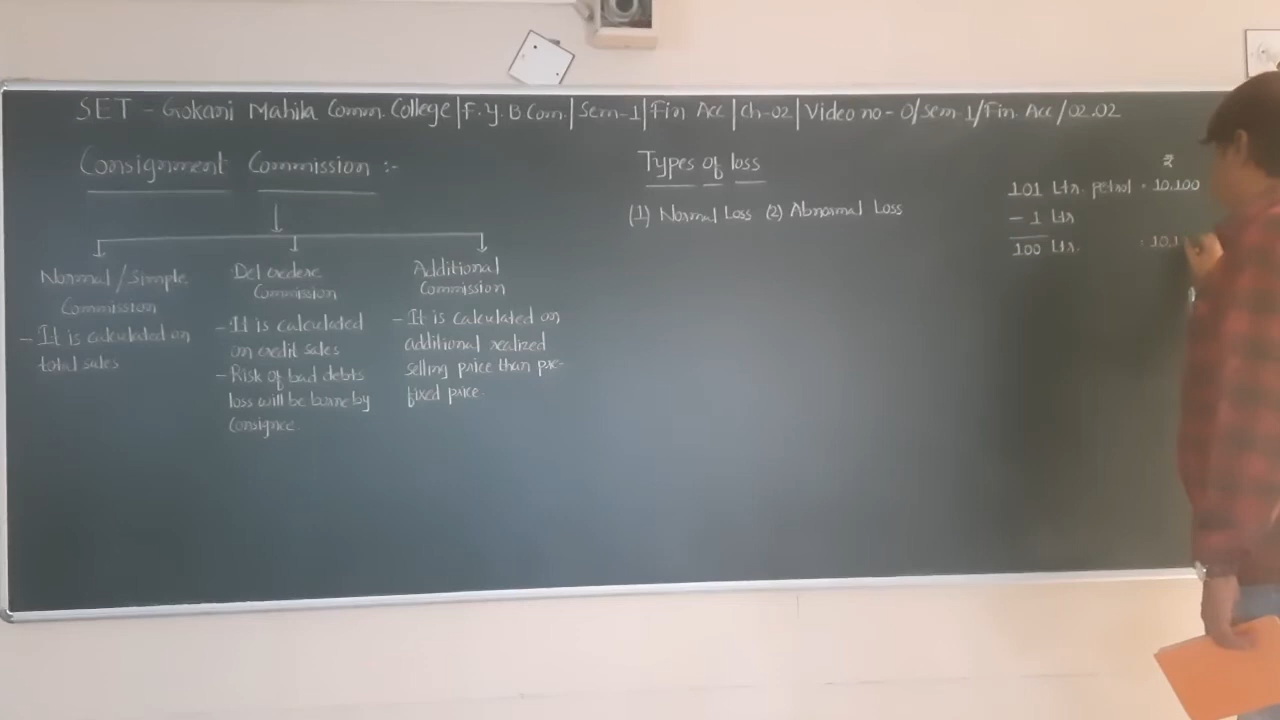 SET - Gokani Mahila Comm. College | F. Y. B Com. | Sem-1 | Fin Acc | Ch-02 | Video no - 0/Sem 1/Fin. Acc / 02.02
Consignment Commission :-
Normal / Simple
Commission
- It is calculated on
total sales
Del credere
Commission
- It is calculated
on credit sales
- Risk of bad debts
loss will be borne by
consignee.
Additional
Commission
- It is calculated on
additional realized
selling price than pre-
fixed price.
Types of loss
(1) Normal Loss (2) Abnormal Loss
₹
101 Ltr. petrol = 10,100
- 1 Ltr
100 Ltr. = 10,1